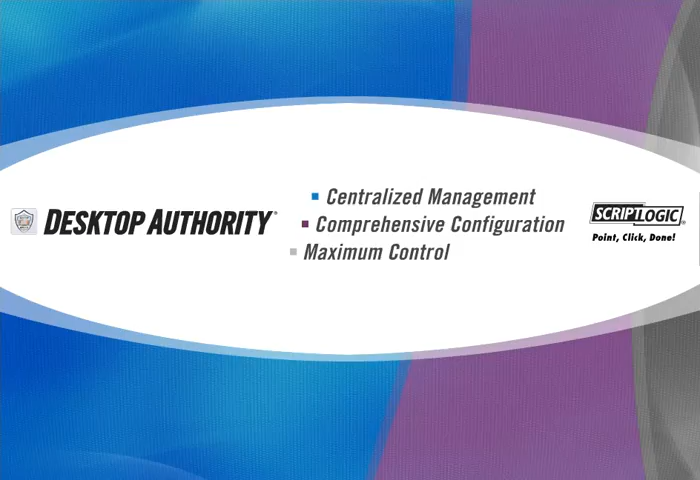 DESKTOP AUTHORITY®
Centralized Management
Comprehensive Configuration
Maximum Control
SCRIPTLOGIC®
Point, Click, Done!